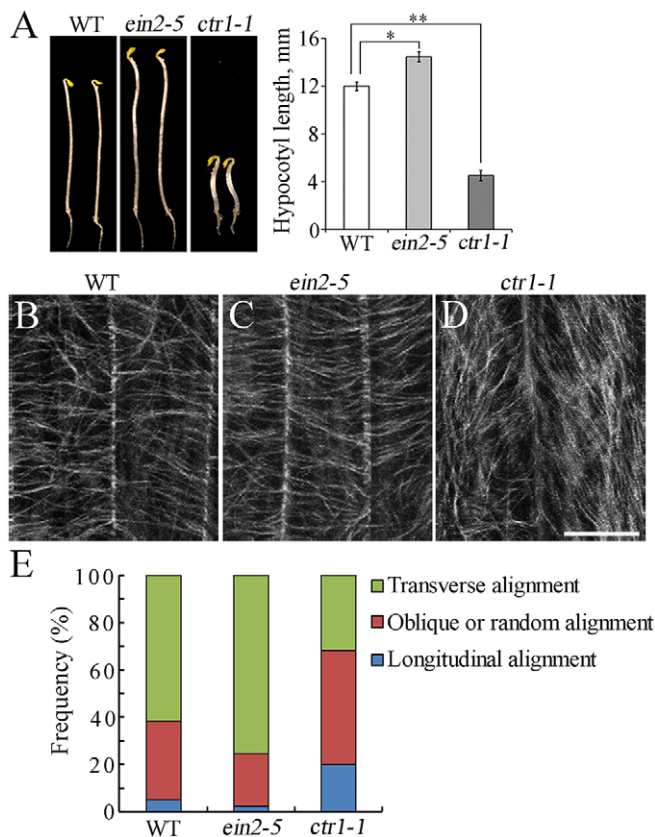 A
WT ein2-5 ctr1-1
Hypocotyl length, mm
16
12
8
4
0
*
**
WT ein2-5 ctr1-1
WT ein2-5 ctr1-1
B C D
E
Frequency (%)
100
80
60
40
20
0
WT ein2-5 ctr1-1
Transverse alignment
Oblique or random alignment
Longitudinal alignment